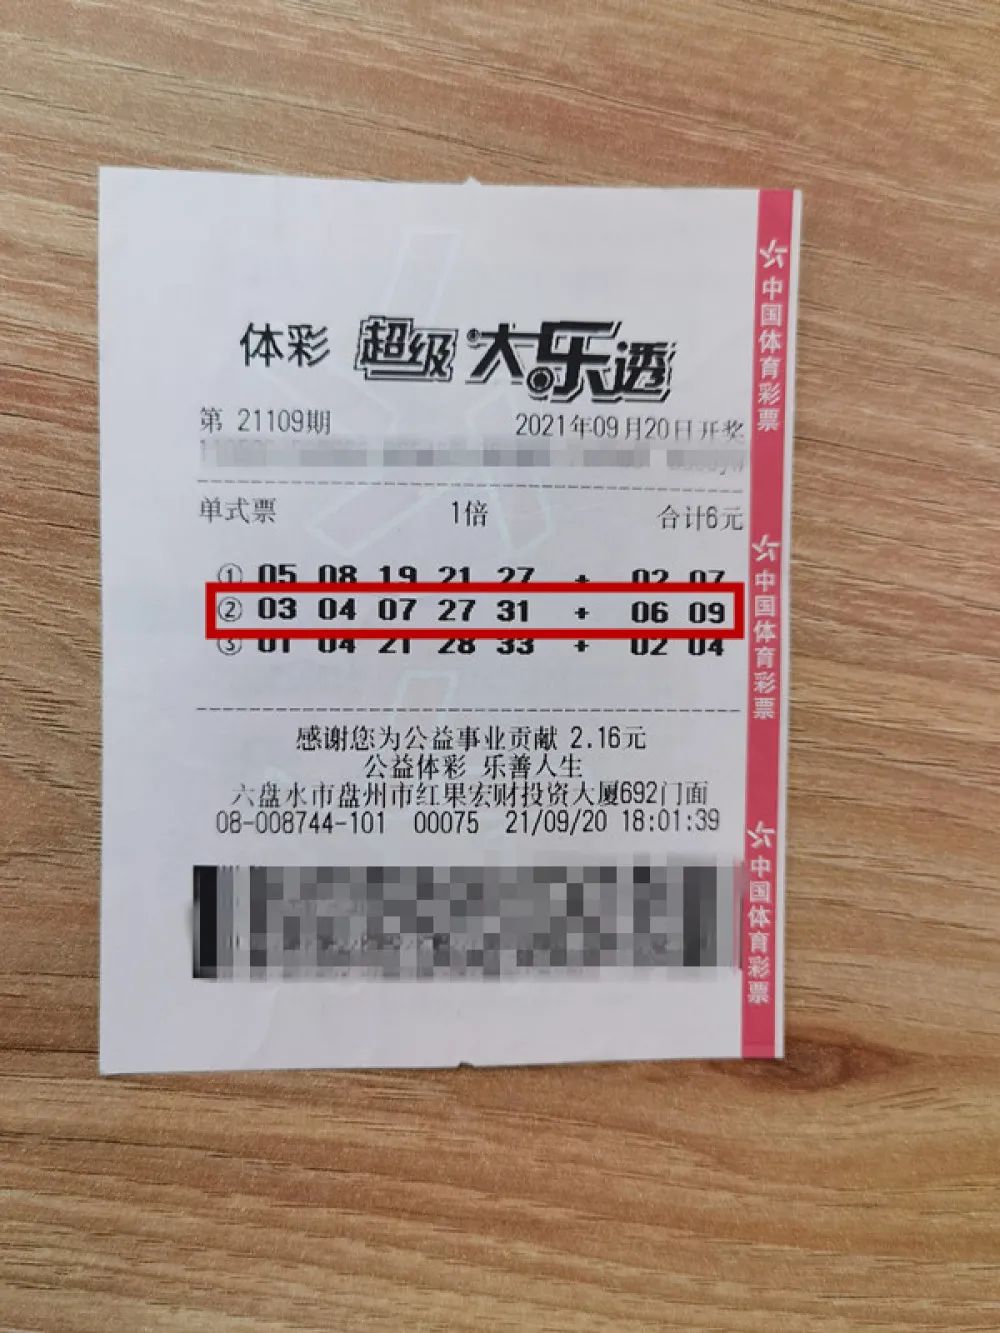 体彩 超级大乐透
第 21109期 2021年09月20日开奖
单式票 1倍 合计6元
① 05 08 19 21 27 + 02 07
② 03 04 07 27 31 + 06 09
③ 01 04 21 28 33 + 02 04
感谢您为公益事业贡献 2.16元
公益体彩 乐善人生
六盘水市盘州市红果宏财投资大厦692门面
08-008744-101 00075 21/09/20 18:01:39
中国体育彩票
中国体育彩票
中国体育彩票